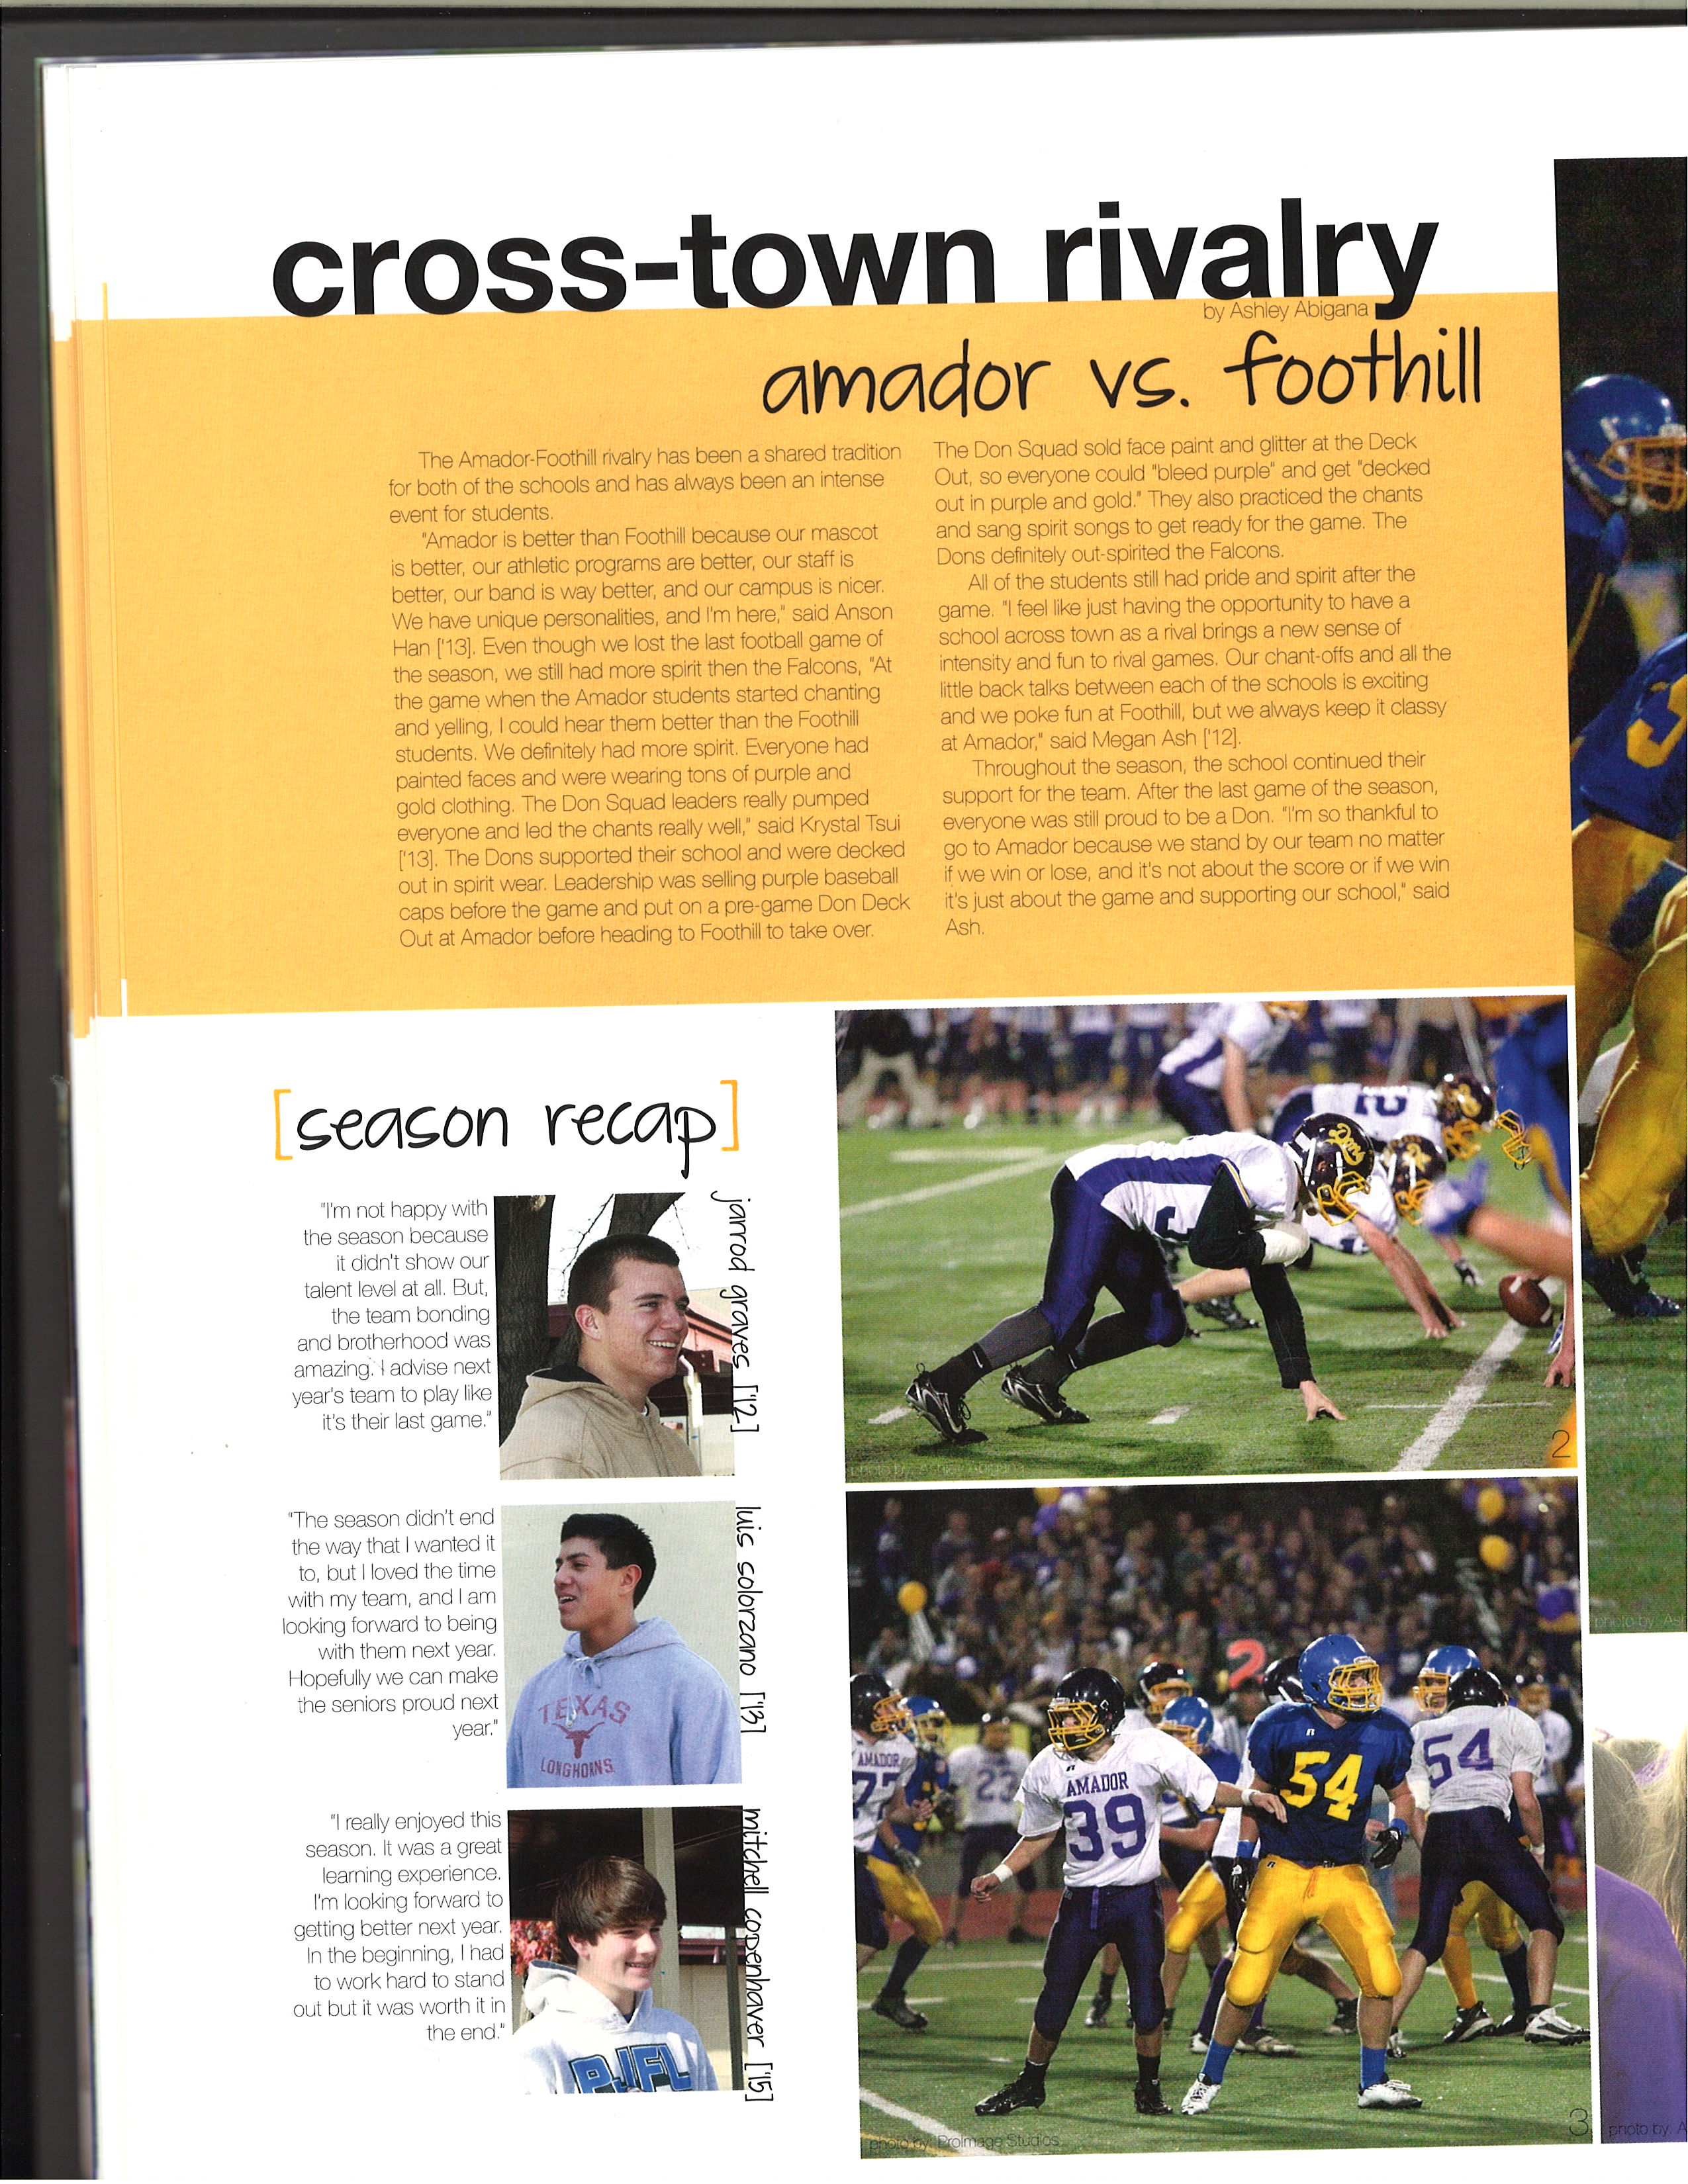 cross-town rivalry
by Ashley Abigana
amador vs. foothill
The Amador-Foothill rivalry has been a shared tradition
for both of the schools and has always been an intense
event for students.
"Amador is better than Foothill because our mascot
is better, our athletic programs are better, our staff is
better, our band is way better, and our campus is nicer.
We have unique personalities, and I'm here," said Anson
Han ['13]. Even though we lost the last football game of
the season, we still had more spirit then the Falcons, "At
the game when the Amador students started chanting
and yelling, I could hear them better than the Foothill
students. We definitely had more spirit. Everyone had
painted faces and were wearing tons of purple and
gold clothing. The Don Squad leaders really pumped
everyone and led the chants really well," said Krystal Tsui
['13]. The Dons supported their school and were decked
out in spirit wear. Leadership was selling purple baseball
caps before the game and put on a pre-game Don Deck
Out at Amador before heading to Foothill to take over.
The Don Squad sold face paint and glitter at the Deck
Out, so everyone could "bleed purple" and get "decked
out in purple and gold." They also practiced the chants
and sang spirit songs to get ready for the game. The
Dons definitely out-spirited the Falcons.
All of the students still had pride and spirit after the
game. "I feel like just having the opportunity to have a
school across town as a rival brings a new sense of
intensity and fun to rival games. Our chant-offs and all the
little back talks between each of the schools is exciting
and we poke fun at Foothill, but we always keep it classy
at Amador," said Megan Ash ['12].
Throughout the season, the school continued their
support for the team. After the last game of the season,
everyone was still proud to be a Don. "I'm so thankful to
go to Amador because we stand by our team no matter
if we win or lose, and it's not about the score or if we win
it's just about the game and supporting our school," said
Ash.
[season recap]
"I'm not happy with
the season because
it didn't show our
talent level at all. But,
the team bonding
and brotherhood was
amazing. I advise next
year's team to play like
it's their last game."
jarrod graves ['12]
"The season didn't end
the way that I wanted it
to, but I loved the time
with my team, and I am
looking forward to being
with them next year.
Hopefully we can make
the seniors proud next
year."
luis solorzano ['13]
TEXAS
LONGHORNS
"I really enjoyed this
season. It was a great
learning experience.
I'm looking forward to
getting better next year.
In the beginning, I had
to work hard to stand
out but it was worth it in
the end."
mitchell copenhaver ['15]
PJFL
Dons
2
photo by: Ashley
2
AMADOR
77
23
AMADOR
39
54
54
photo by: ProImage Studios
3
photo by: Ash
photo by: A